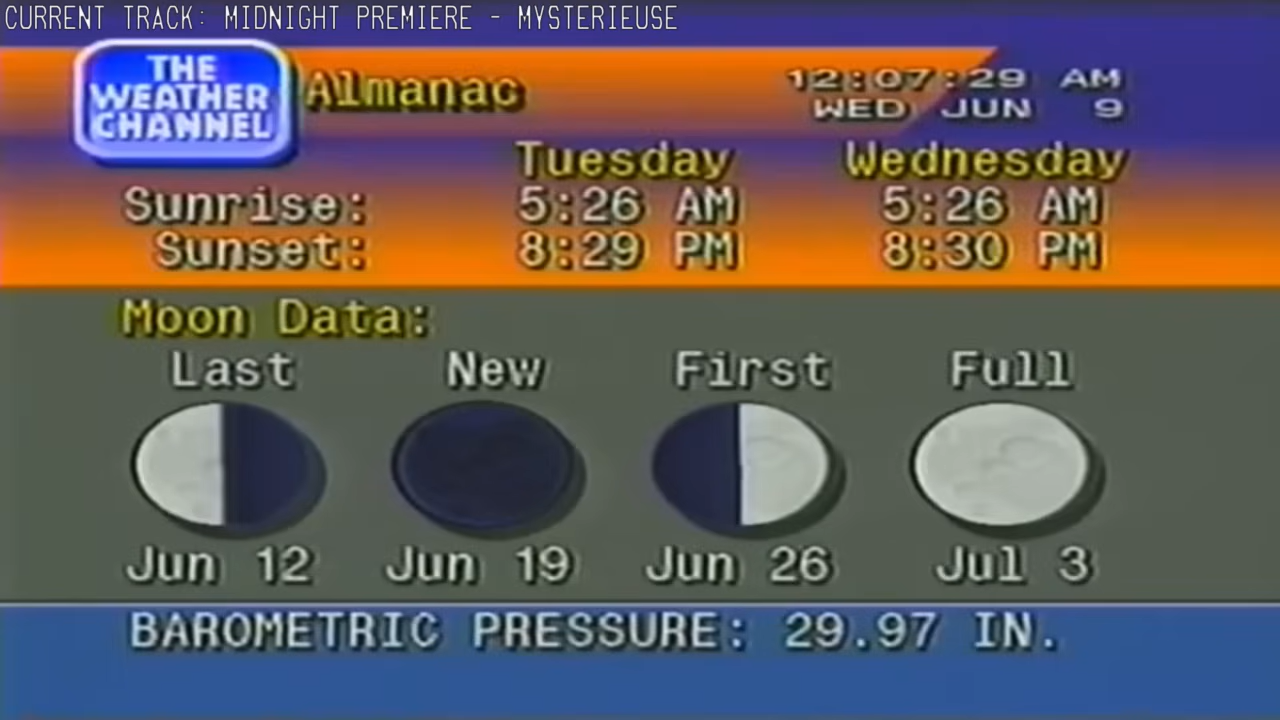 CURRENT TRACK: MIDNIGHT PREMIERE - MYSTERIEUSE
THE
WEATHER
CHANNEL
Almanac
12:07:29 AM
WED JUN 9
Tuesday Wednesday
Sunrise: 5:26 AM 5:26 AM
Sunset: 8:29 PM 8:30 PM
Moon Data:
Last New First Full
Jun 12 Jun 19 Jun 26 Jul 3
BAROMETRIC PRESSURE: 29.97 IN.